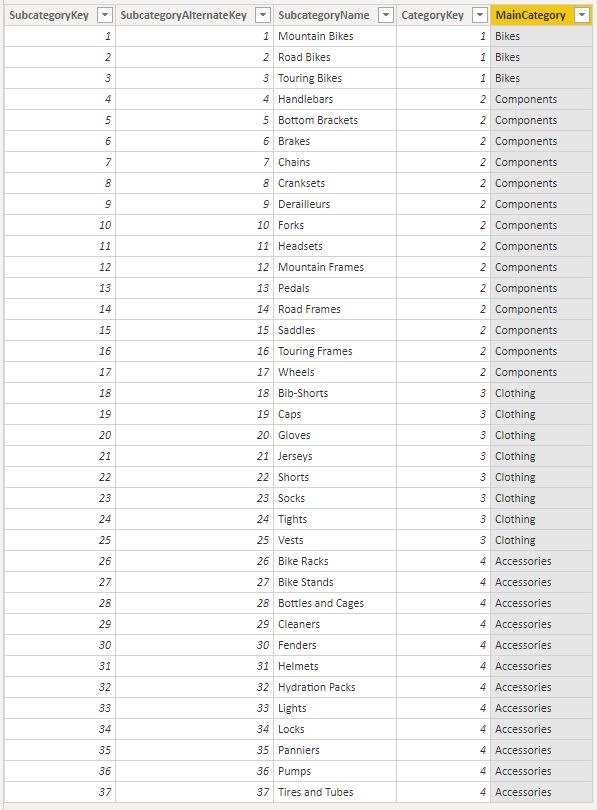 SubcategoryKey SubcategoryAlternateKey SubcategoryName CategoryKey MainCategory
1 1 Mountain Bikes 1 Bikes
2 2 Road Bikes 1 Bikes
3 3 Touring Bikes 1 Bikes
4 4 Handlebars 2 Components
5 5 Bottom Brackets 2 Components
6 6 Brakes 2 Components
7 7 Chains 2 Components
8 8 Cranksets 2 Components
9 9 Derailleurs 2 Components
10 10 Forks 2 Components
11 11 Headsets 2 Components
12 12 Mountain Frames 2 Components
13 13 Pedals 2 Components
14 14 Road Frames 2 Components
15 15 Saddles 2 Components
16 16 Touring Frames 2 Components
17 17 Wheels 2 Components
18 18 Bib-Shorts 3 Clothing
19 19 Caps 3 Clothing
20 20 Gloves 3 Clothing
21 21 Jerseys 3 Clothing
22 22 Shorts 3 Clothing
23 23 Socks 3 Clothing
24 24 Tights 3 Clothing
25 25 Vests 3 Clothing
26 26 Bike Racks 4 Accessories
27 27 Bike Stands 4 Accessories
28 28 Bottles and Cages 4 Accessories
29 29 Cleaners 4 Accessories
30 30 Fenders 4 Accessories
31 31 Helmets 4 Accessories
32 32 Hydration Packs 4 Accessories
33 33 Lights 4 Accessories
34 34 Locks 4 Accessories
35 35 Panniers 4 Accessories
36 36 Pumps 4 Accessories
37 37 Tires and Tubes 4 Accessories